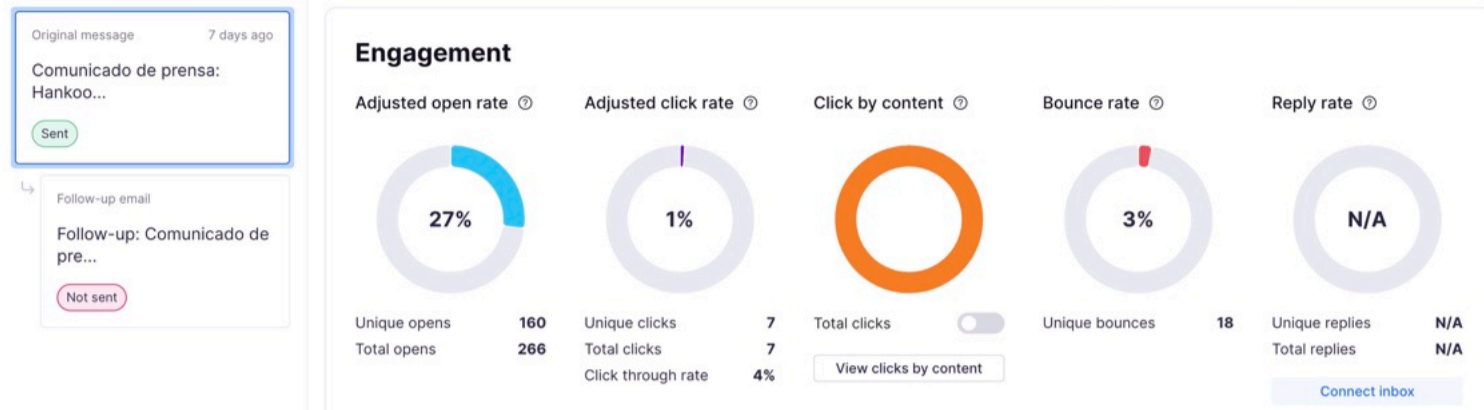 Original message 7 days ago
Comunicado de prensa:
Hankoo...
Sent
Follow-up email
Follow-up: Comunicado de
pre...
Not sent
Engagement
Adjusted open rate
27%
Unique opens 160
Total opens 266
Adjusted click rate
1%
Unique clicks 7
Total clicks 7
Click through rate 4%
Click by content
Total clicks
View clicks by content
Bounce rate
3%
Unique bounces 18
Reply rate
N/A
Unique replies N/A
Total replies N/A
Connect inbox